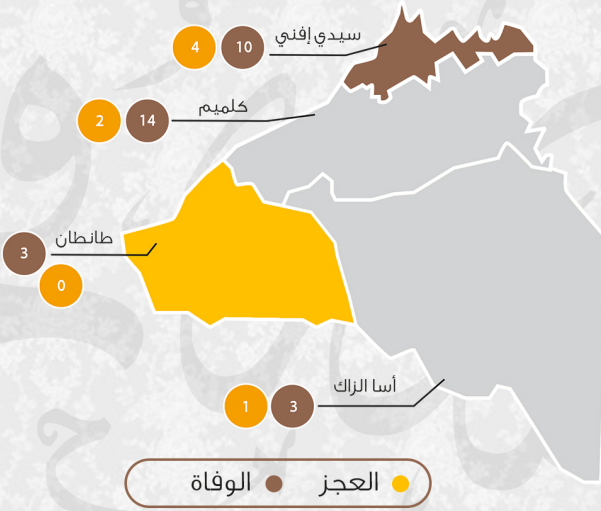 سيدي إفني
10 4
كلميم
14 2
طانطان
3
0
أسا الزاك
3 1
العجز الوفاة